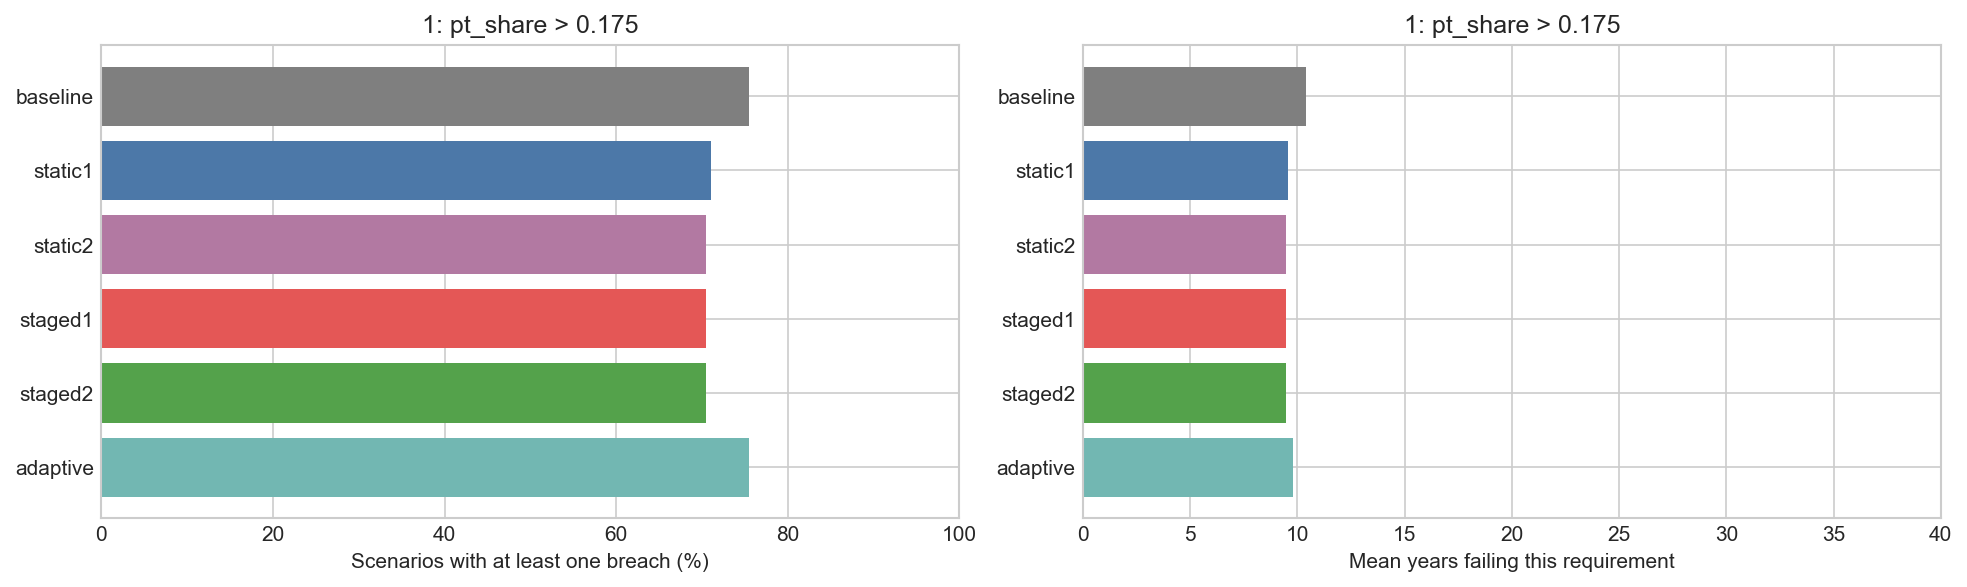 1: pt_share > 0.175
baseline
static1
static2
staged1
staged2
adaptive
0 20 40 60 80 100
Scenarios with at least one breach (%)
1: pt_share > 0.175
baseline
static1
static2
staged1
staged2
adaptive
0 5 10 15 20 25 30 35 40
Mean years failing this requirement